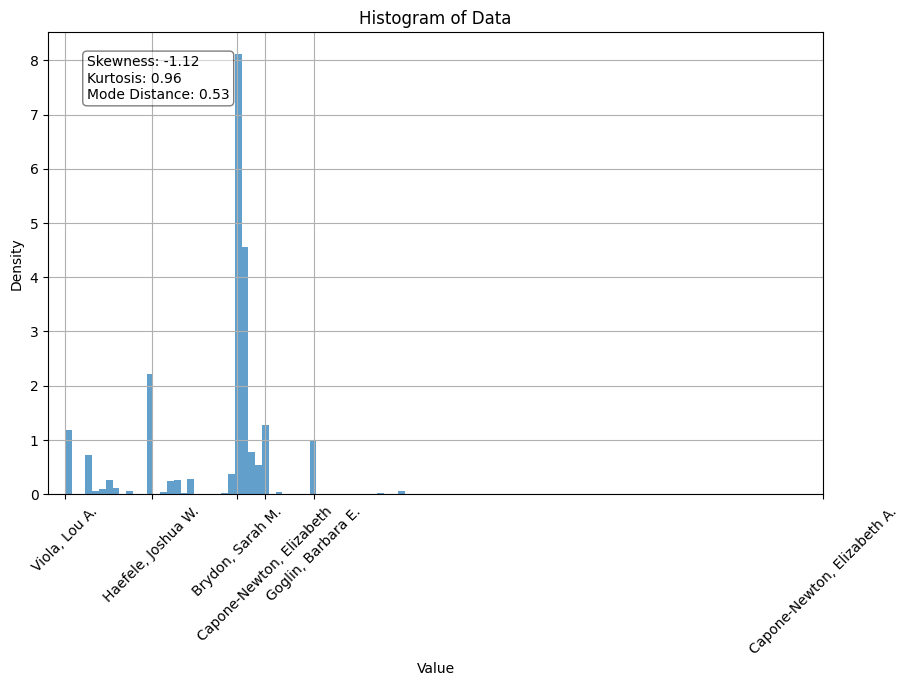 Histogram of Data
Skewness: -1.12
Kurtosis: 0.96
Mode Distance: 0.53
Density
8
7
6
5
4
3
2
1
0
Viola, Lou A.
Haefele, Joshua W.
Brydon, Sarah M.
Capone-Newton, Elizabeth
Goglin, Barbara E.
Capone-Newton, Elizabeth A.
Value